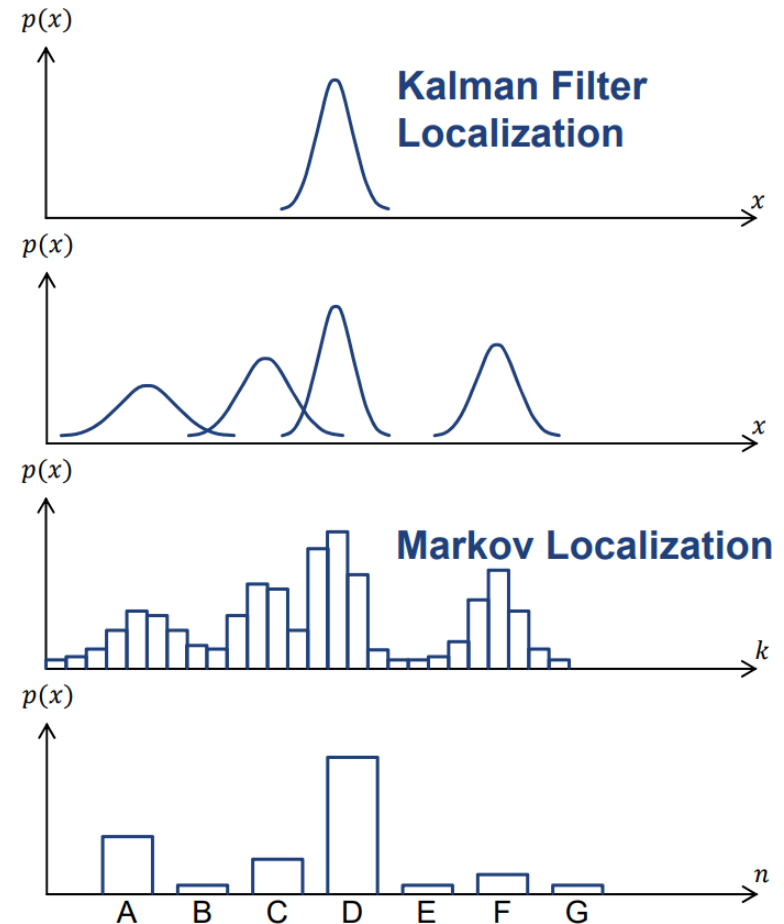 p(x)
Kalman Filter
Localization
x
p(x)
x
p(x)
Markov Localization
k
p(x)
n
A B C D E F G